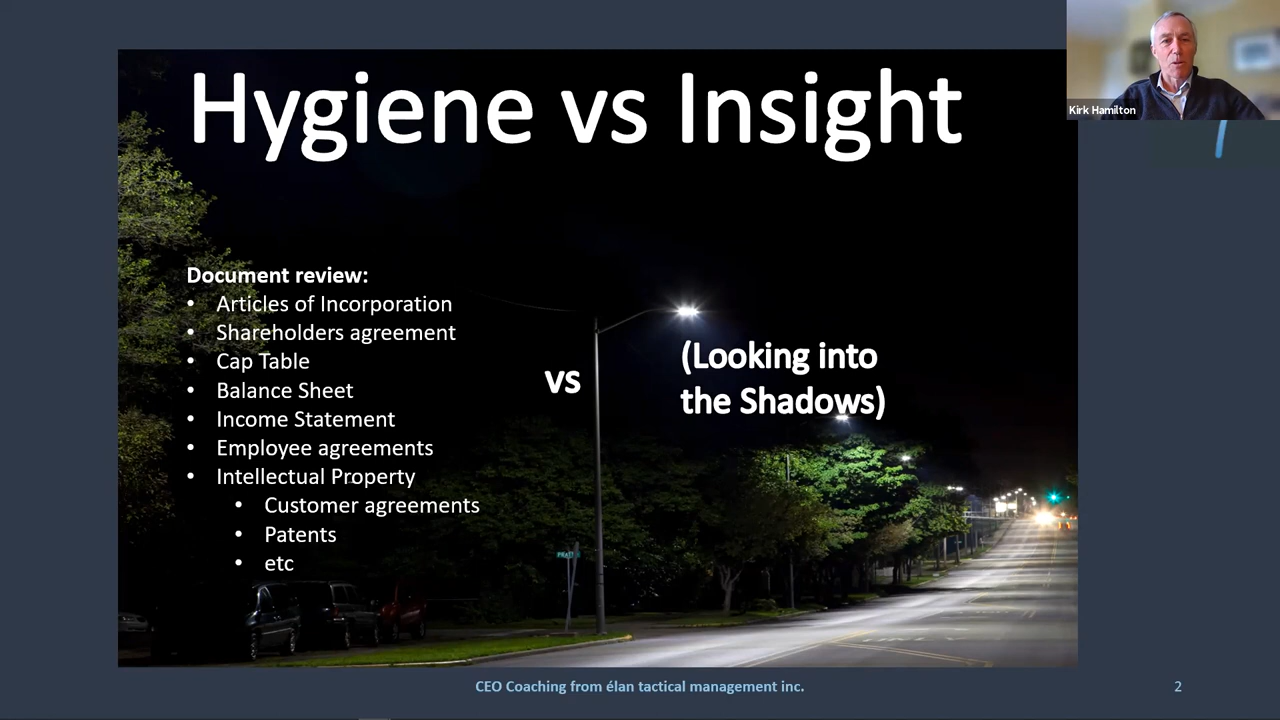 Hygiene vs Insight
Kirk Hamilton
Document review:
• Articles of Incorporation
• Shareholders agreement
• Cap Table
• Balance Sheet
• Income Statement
• Employee agreements
• Intellectual Property
• Customer agreements
• Patents
• etc
vs
(Looking into
the Shadows)
CEO Coaching from élan tactical management inc.
2